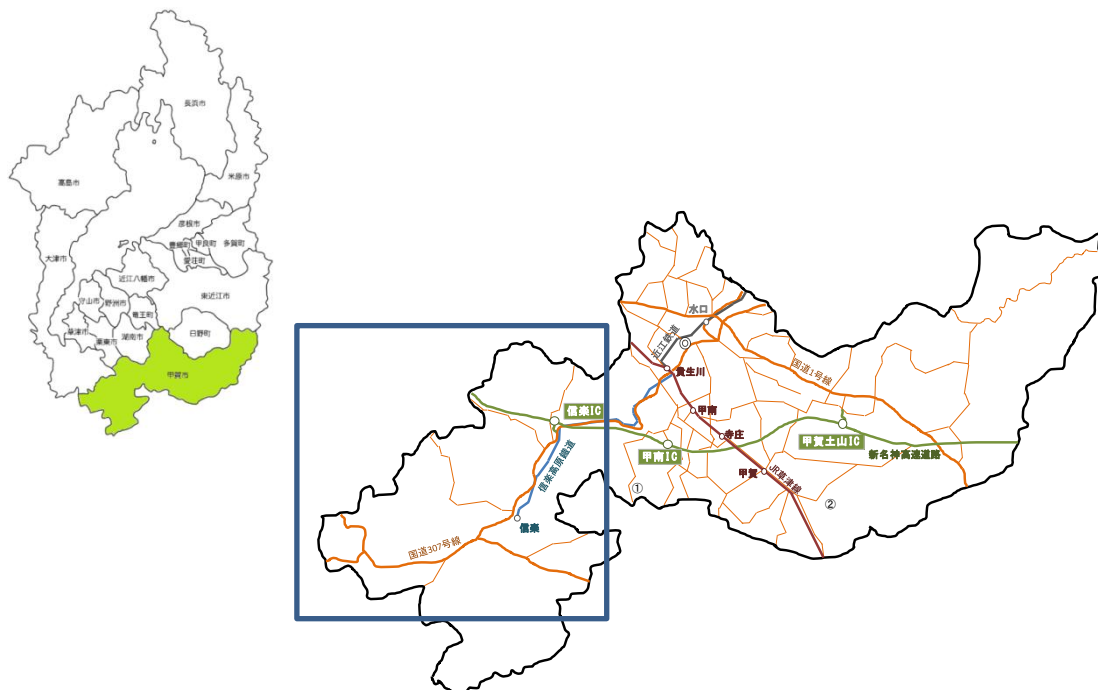 長浜市
高島市
米原市
彦根市
豊郷町
甲良町
多賀町
愛荘町
大津市
近江八幡市
東近江市
守山市
野洲市
竜王町
草津市
栗東市
湖南市
日野町
甲賀市
水口
近江鉄道
貴生川
国道1号線
信楽IC
甲南
寺庄
甲南IC
甲賀土山IC
新名神高速道路
甲賀
JR草津線
信楽高原鐵道
①
②
信楽
国道307号線